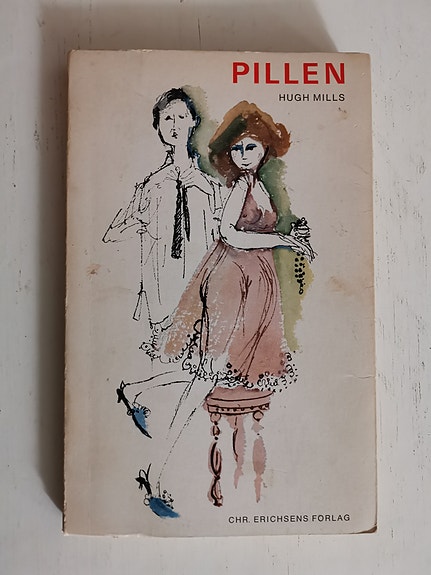 PILLEN
HUGH MILLS
CHR. ERICHSENS FORLAG